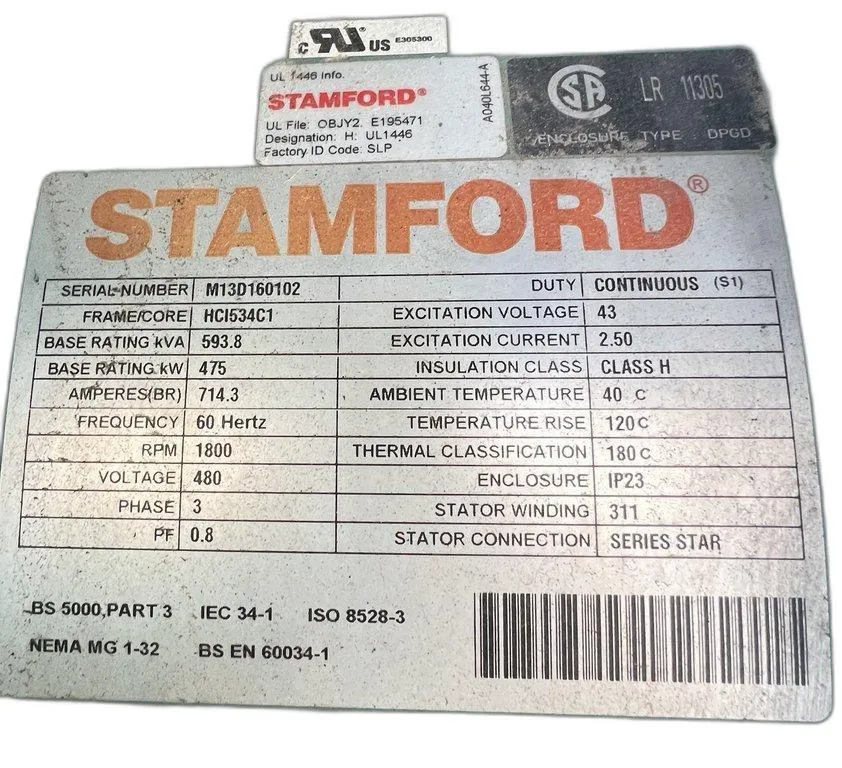 c RU US E305300
UL 1446 Info.
STAMFORD®
UL File: OBJY2. E195471
Designation: H: UL1446
Factory ID Code: SLP
A040L644-A
CSA LR 11305
ENCLOSURE TYPE - DPGD
STAMFORD®
SERIAL NUMBER M13D160102 DUTY CONTINUOUS (S1)
FRAME/CORE HCI534C1 EXCITATION VOLTAGE 43
BASE RATING kVA 593.8 EXCITATION CURRENT 2.50
BASE RATING kW 475 INSULATION CLASS CLASS H
AMPERES(BR) 714.3 AMBIENT TEMPERATURE 40 C
FREQUENCY 60 Hertz TEMPERATURE RISE 120 C
RPM 1800 THERMAL CLASSIFICATION 180 C
VOLTAGE 480 ENCLOSURE IP23
PHASE 3 STATOR WINDING 311
PF 0.8 STATOR CONNECTION SERIES STAR
BS 5000,PART 3 IEC 34-1 ISO 8528-3
NEMA MG 1-32 BS EN 60034-1